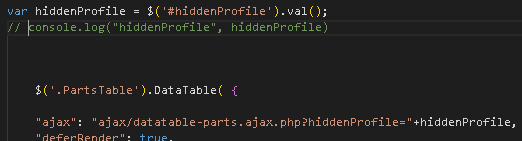 var hiddenProfile = $('#hiddenProfile').val();
// console.log("hiddenProfile", hiddenProfile)
$('.PartsTable').DataTable( {
"ajax": "ajax/datatable-parts.ajax.php?hiddenProfile="+hiddenProfile,
"deferRender": true,